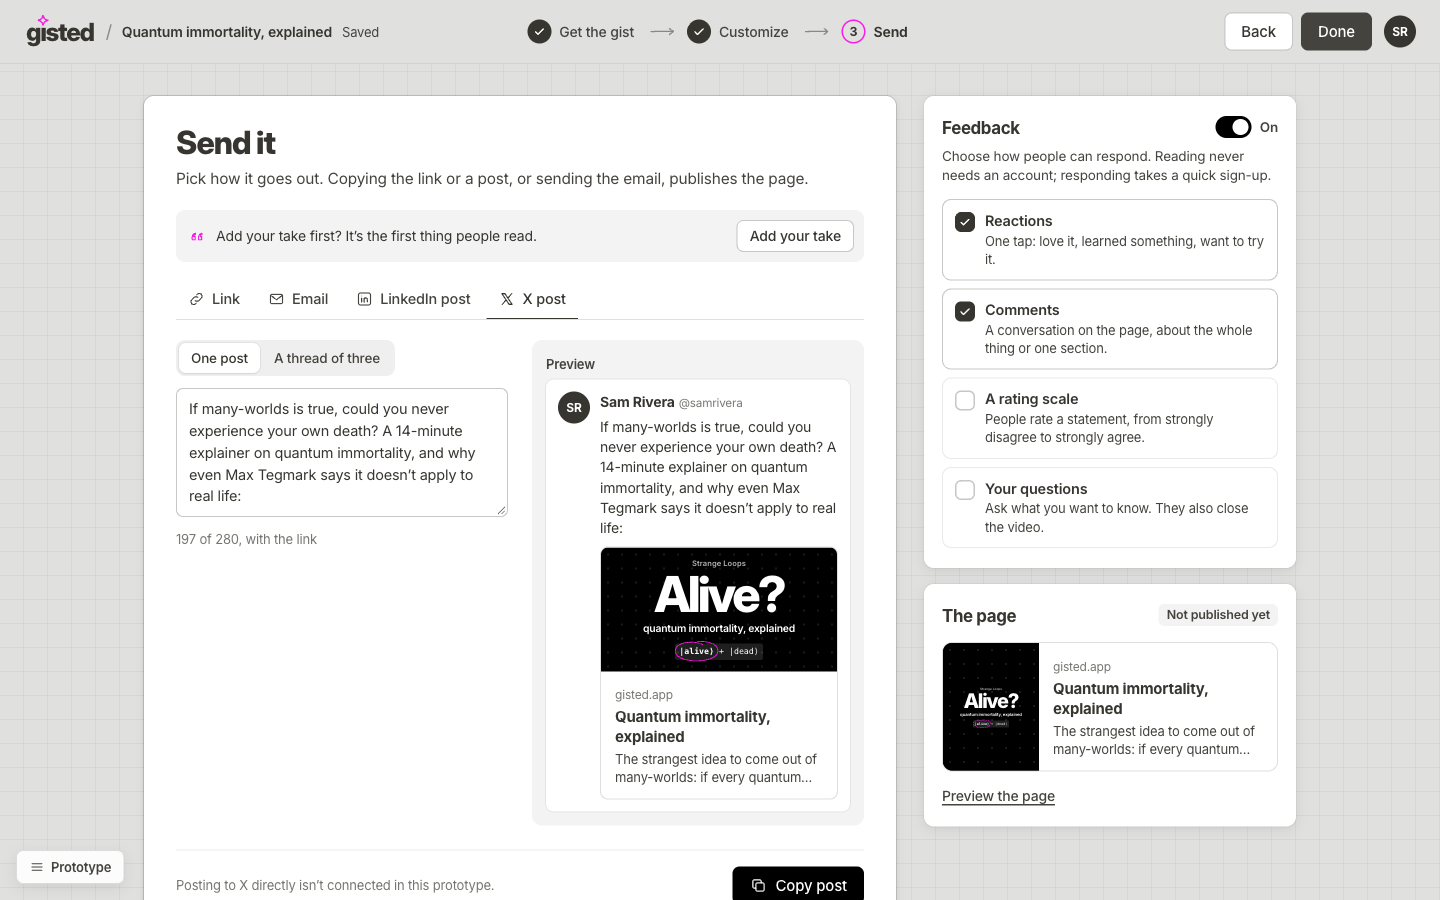 gisted / Quantum immortality, explained Saved
Get the gist
Customize
3 Send
Back
Done
SR
Send it
Pick how it goes out. Copying the link or a post, or sending the email, publishes the page.
“ Add your take first? It’s the first thing people read.
Add your take
Link
Email
LinkedIn post
X post
One post
A thread of three
If many-worlds is true, could you never
experience your own death? A 14-minute
explainer on quantum immortality, and why
even Max Tegmark says it doesn’t apply to
real life:
197 of 280, with the link
Preview
SR
Sam Rivera @samrivera
If many-worlds is true, could you
never experience your own death? A
14-minute explainer on quantum
immortality, and why even Max
Tegmark says it doesn’t apply to real
life:
Strange Loops
Alive?
quantum immortality, explained
|alive⟩ + |dead⟩
gisted.app
Quantum immortality,
explained
The strangest idea to come out of
many-worlds: if every quantum...
Posting to X directly isn’t connected in this prototype.
Copy post
Feedback
On
Choose how people can respond. Reading never
needs an account; responding takes a quick sign-up.
Reactions
One tap: love it, learned something, want to try
it.
Comments
A conversation on the page, about the whole
thing or one section.
A rating scale
People rate a statement, from strongly
disagree to strongly agree.
Your questions
Ask what you want to know. They also close
the video.
The page
Not published yet
Strange Loops
Alive?
quantum immortality, explained
|alive⟩ + |dead⟩
gisted.app
Quantum immortality,
explained
The strangest idea to come out of
many-worlds: if every quantum...
Preview the page
Prototype